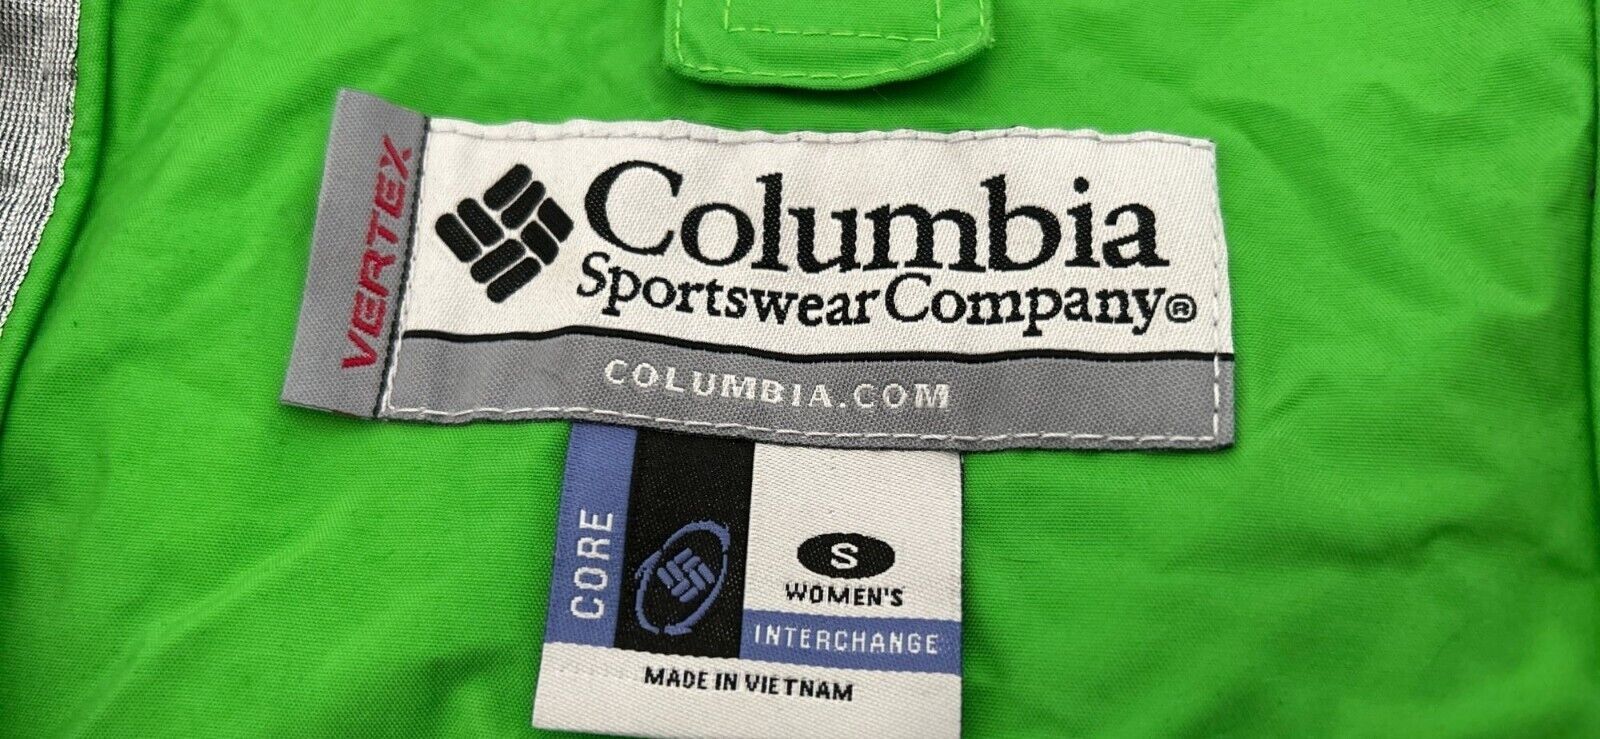 VERTEX
Columbia
Sportswear Company®
COLUMBIA.COM
CORE
S
WOMEN'S
INTERCHANGE
MADE IN VIETNAM